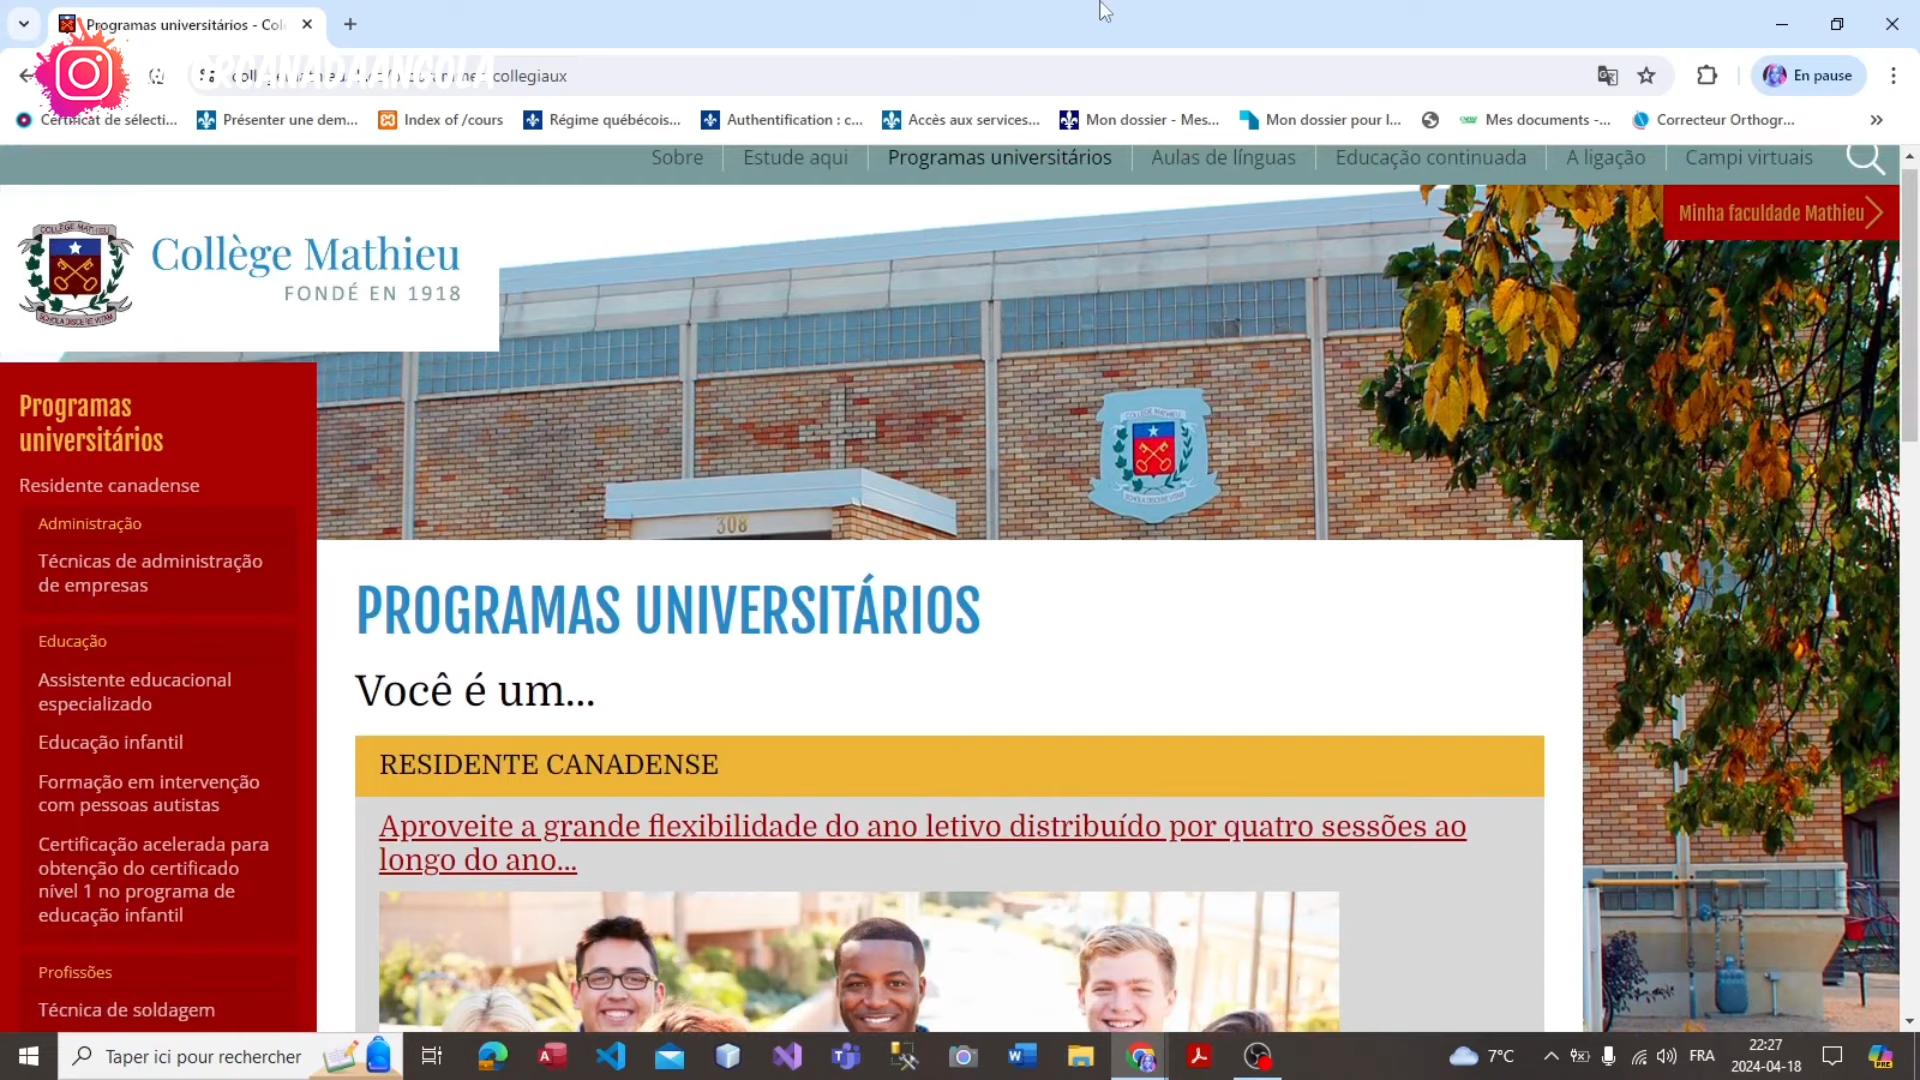 Programas universitários - Col
collegiaux
En pause
Certificat de sélecti...
Présenter une dem...
Index of /cours
Régime québécois...
Authentification : c...
Accès aux services...
Mon dossier - Mes...
Mon dossier pour l...
Mes documents -...
Correcteur Orthogr...
Sobre
Estude aqui
Programas universitários
Aulas de línguas
Educação continuada
A ligação
Campi virtuais
Minha faculdade Mathieu
COLLÈGE MATHIEU
SCHOLA DISCERE VITAM
Collège Mathieu
FONDÉ EN 1918
308
Programas
universitários
Residente canadense
Administração
Técnicas de administração
de empresas
Educação
Assistente educacional
especializado
Educação infantil
Formação em intervenção
com pessoas autistas
Certificação acelerada para
obtenção do certificado
nível 1 no programa de
educação infantil
Profissões
Técnica de soldagem
PROGRAMAS UNIVERSITÁRIOS
Você é um...
RESIDENTE CANADENSE
Aproveite a grande flexibilidade do ano letivo distribuído por quatro sessões ao
longo do ano...
Taper ici pour rechercher
7°C
FRA
22:27
2024-04-18